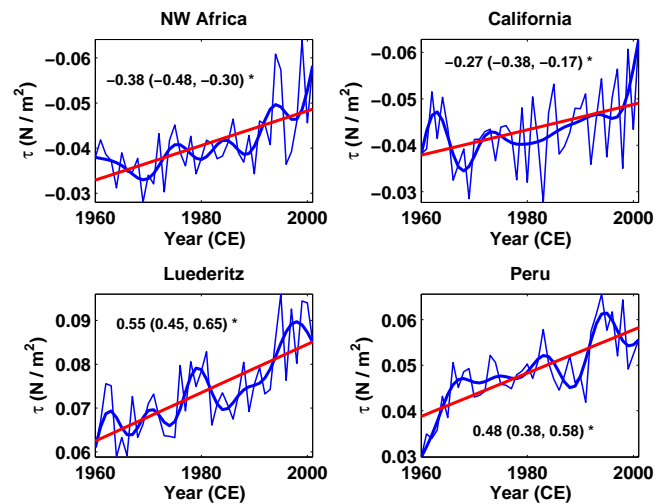 NW Africa
−0.06
−0.05
−0.04
−0.03
τ (N / m²)
−0.38 (−0.48, −0.30) *
1960 1980 2000
Year (CE)
California
−0.06
−0.05
−0.04
−0.03
τ (N / m²)
−0.27 (−0.38, −0.17) *
1960 1980 2000
Year (CE)
Luederitz
0.09
0.08
0.07
0.06
τ (N / m²)
0.55 (0.45, 0.65) *
1960 1980 2000
Year (CE)
Peru
0.06
0.05
0.04
0.03
τ (N / m²)
0.48 (0.38, 0.58) *
1960 1980 2000
Year (CE)